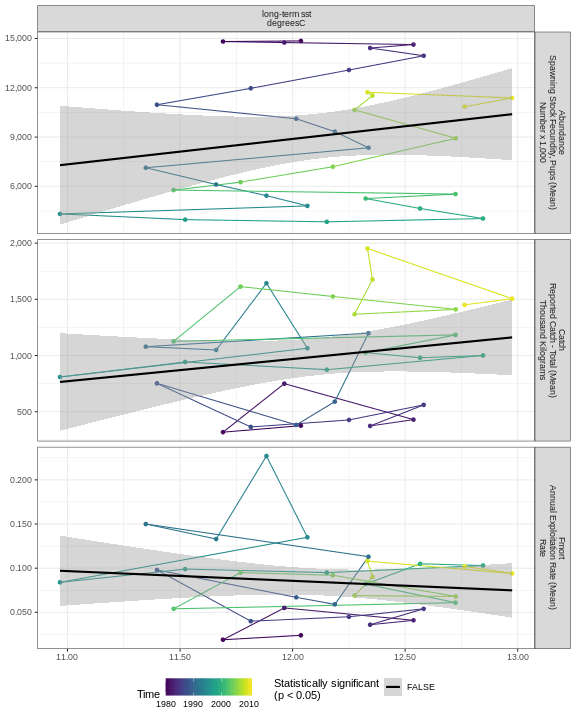 long-term sst
degreesC
15,000
12,000
9,000
6,000
Abundance
Spawning Stock Fecundity, Pups (Mean)
Number x 1,000
2,000
1,500
1,000
500
Catch
Reported Catch - Total (Mean)
Thousand Kilograms
0.200
0.150
0.100
0.050
Fmort
Annual Exploitation Rate (Mean)
Rate
11.00 11.50 12.00 12.50 13.00
Time
1980 1990 2000 2010
Statistically significant
(p < 0.05)
FALSE